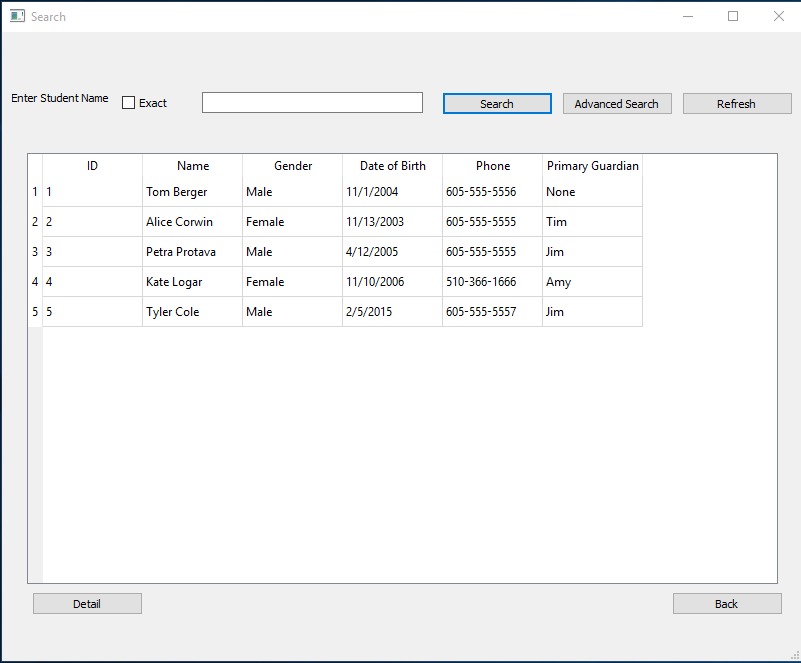 Search
Enter Student Name Exact Search Advanced Search Refresh
ID Name Gender Date of Birth Phone Primary Guardian
1 1 Tom Berger Male 11/1/2004 605-555-5556 None
2 2 Alice Corwin Female 11/13/2003 605-555-5555 Tim
3 3 Petra Protava Male 4/12/2005 605-555-5555 Jim
4 4 Kate Logar Female 11/10/2006 510-366-1666 Amy
5 5 Tyler Cole Male 2/5/2015 605-555-5557 Jim
Detail Back